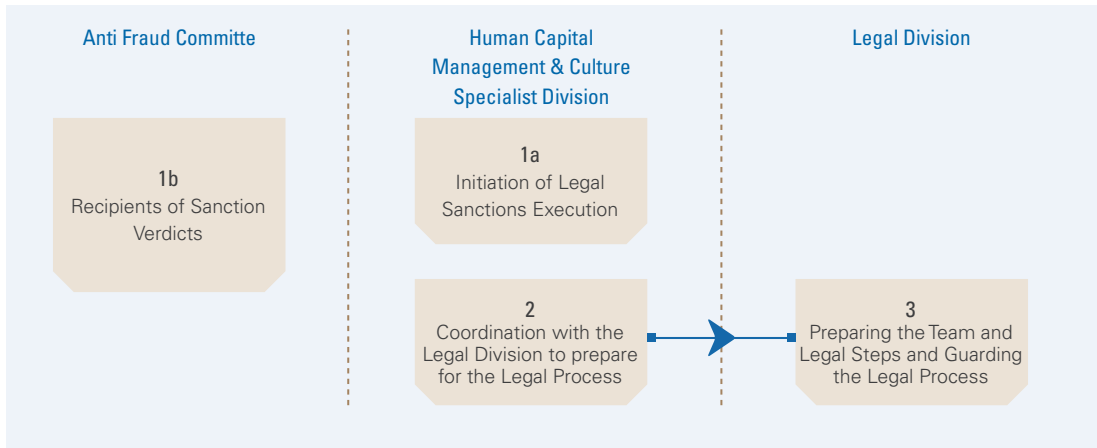 Anti Fraud Committe
Human Capital
Management & Culture
Specialist Division
Legal Division
1b
Recipients of Sanction
Verdicts
1a
Initiation of Legal
Sanctions Execution
2
Coordination with the
Legal Division to prepare
for the Legal Process
3
Preparing the Team and
Legal Steps and Guarding
the Legal Process